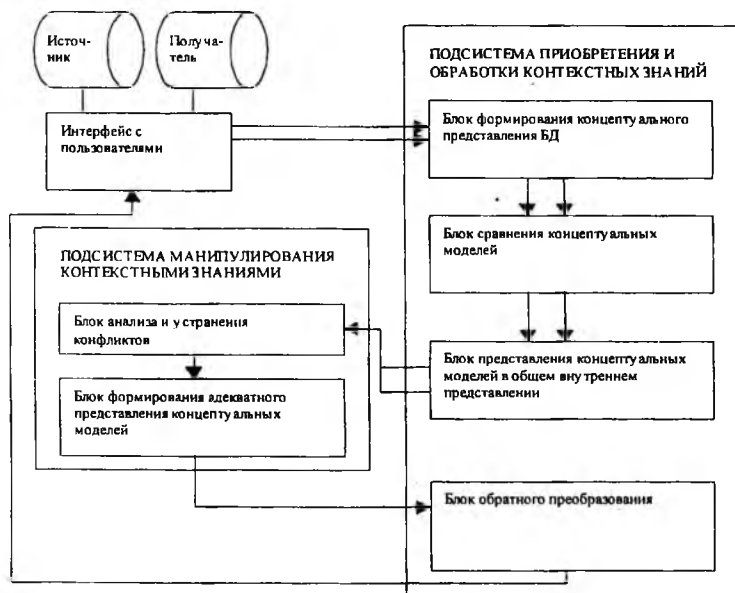 Источ-
ник
Получа-
тель
Интерфейс с
пользователями
ПОДСИСТЕМА ПРИОБРЕТЕНИЯ И
ОБРАБОТКИ КОНТЕКСТНЫХ ЗНАНИЙ
Блок формирования концептуального
представления БД
Блок сравнения концептуальных
моделей
Блок представления концептуальных
моделей в общем внутреннем
представлении
ПОДСИСТЕМА МАНИПУЛИРОВАНИЯ
КОНТЕКСТНЫМИ ЗНАНИЯМИ
Блок анализа и устранения
конфликтов
Блок формирования адекватного
представления концептуальных
моделей
Блок обратного преобразования